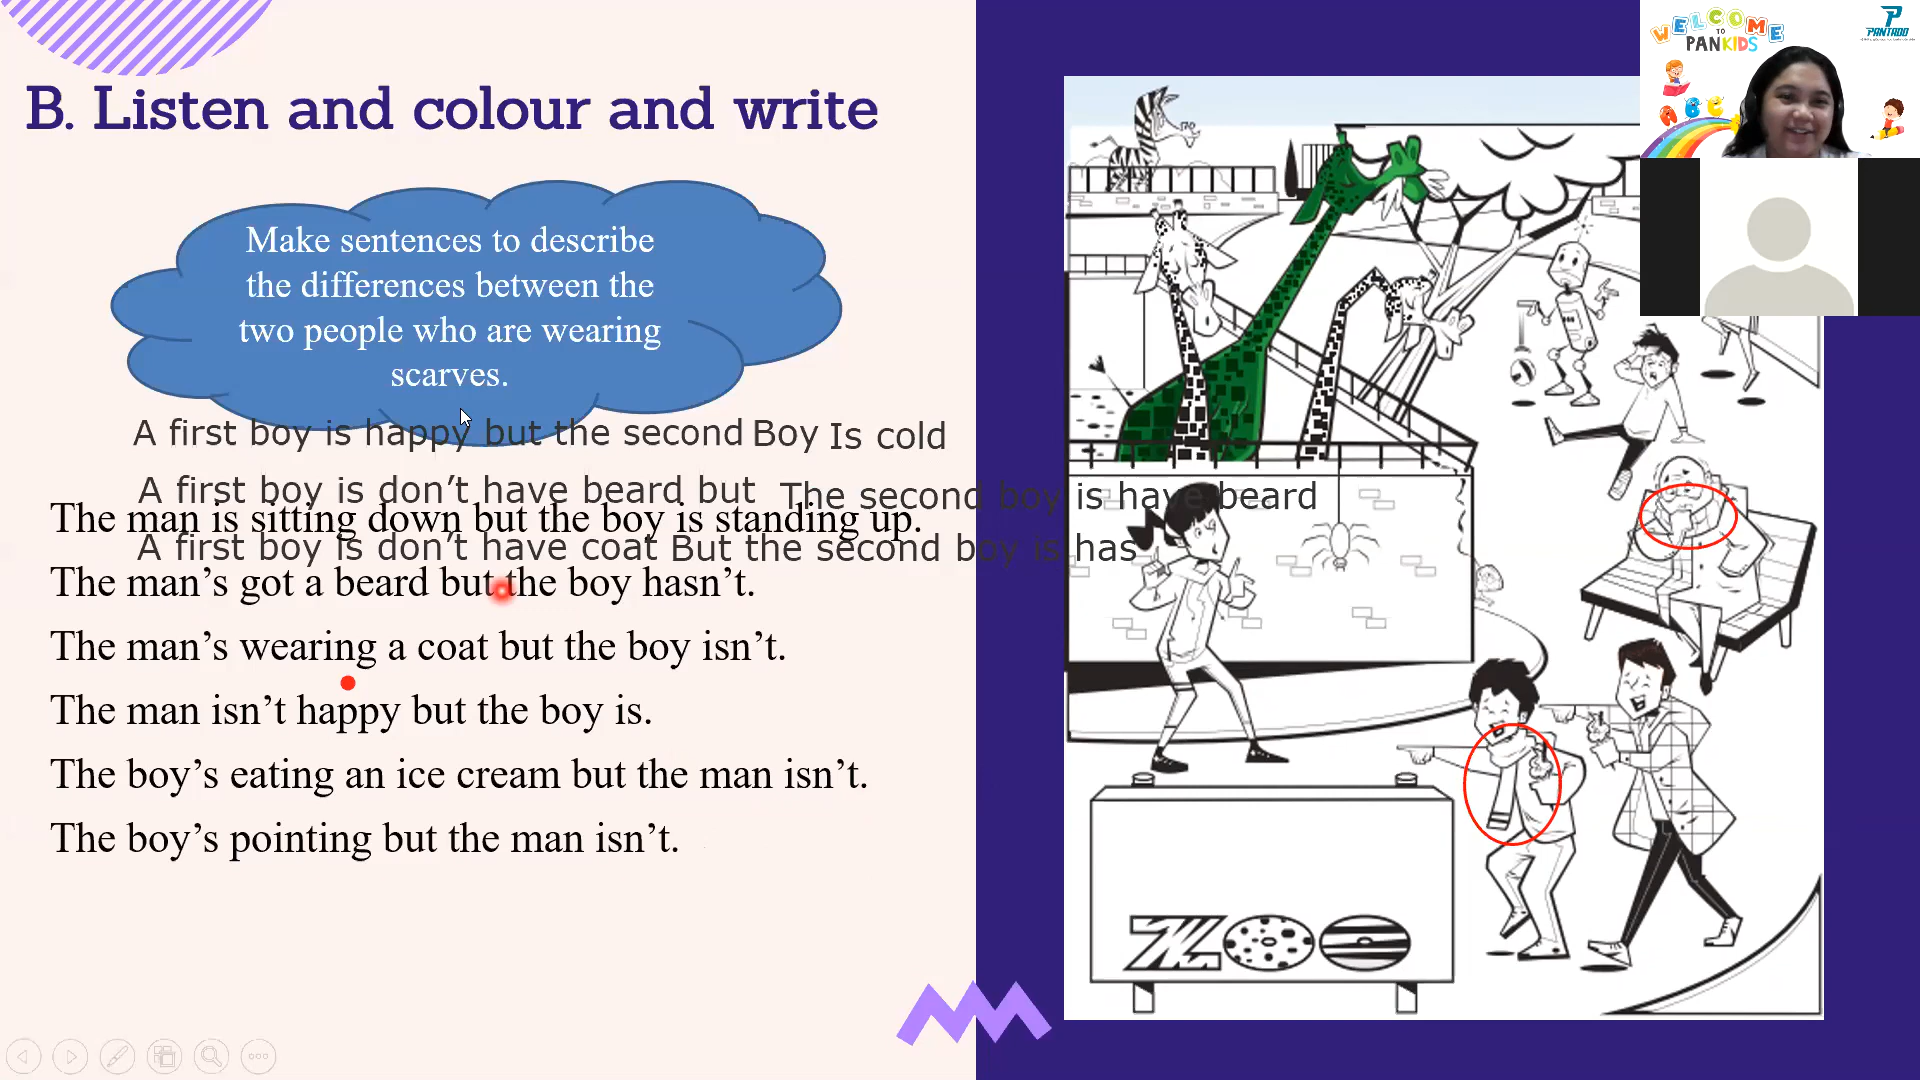 B. Listen and colour and write
Make sentences to describe
the differences between the
two people who are wearing
scarves.
A first boy is happy but the second Boy Is cold
A first boy is don’t have beard but The second boy is have beard
The man is sitting down but the boy is standing up.
A first boy is don’t have coat But the second boy is has
The man’s got a beard but the boy hasn’t.
The man’s wearing a coat but the boy isn’t.
The man isn’t happy but the boy is.
The boy’s eating an ice cream but the man isn’t.
The boy’s pointing but the man isn’t.
ZOO
WELCOME
TO
PANKIDS
ABC
PANTADO